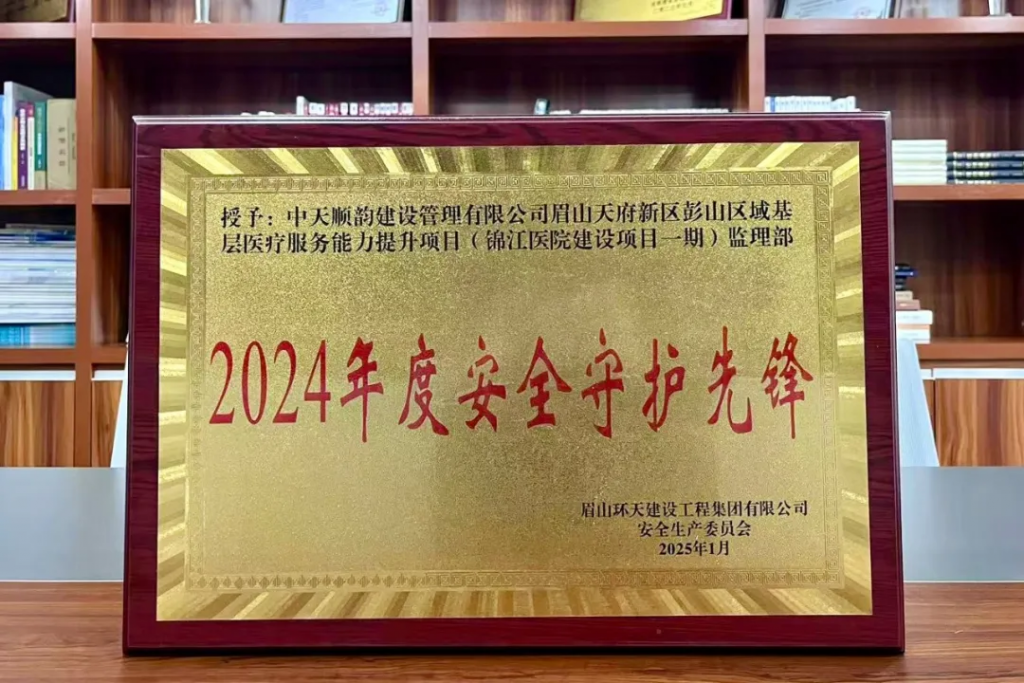 授予：中天顺韵建设管理有限公司眉山天府新区彭山区域基
层医疗服务能力提升项目（锦江医院建设项目一期）监理部
2024年度安全守护先锋
眉山环天建设工程集团有限公司
安全生产委员会
2025年1月